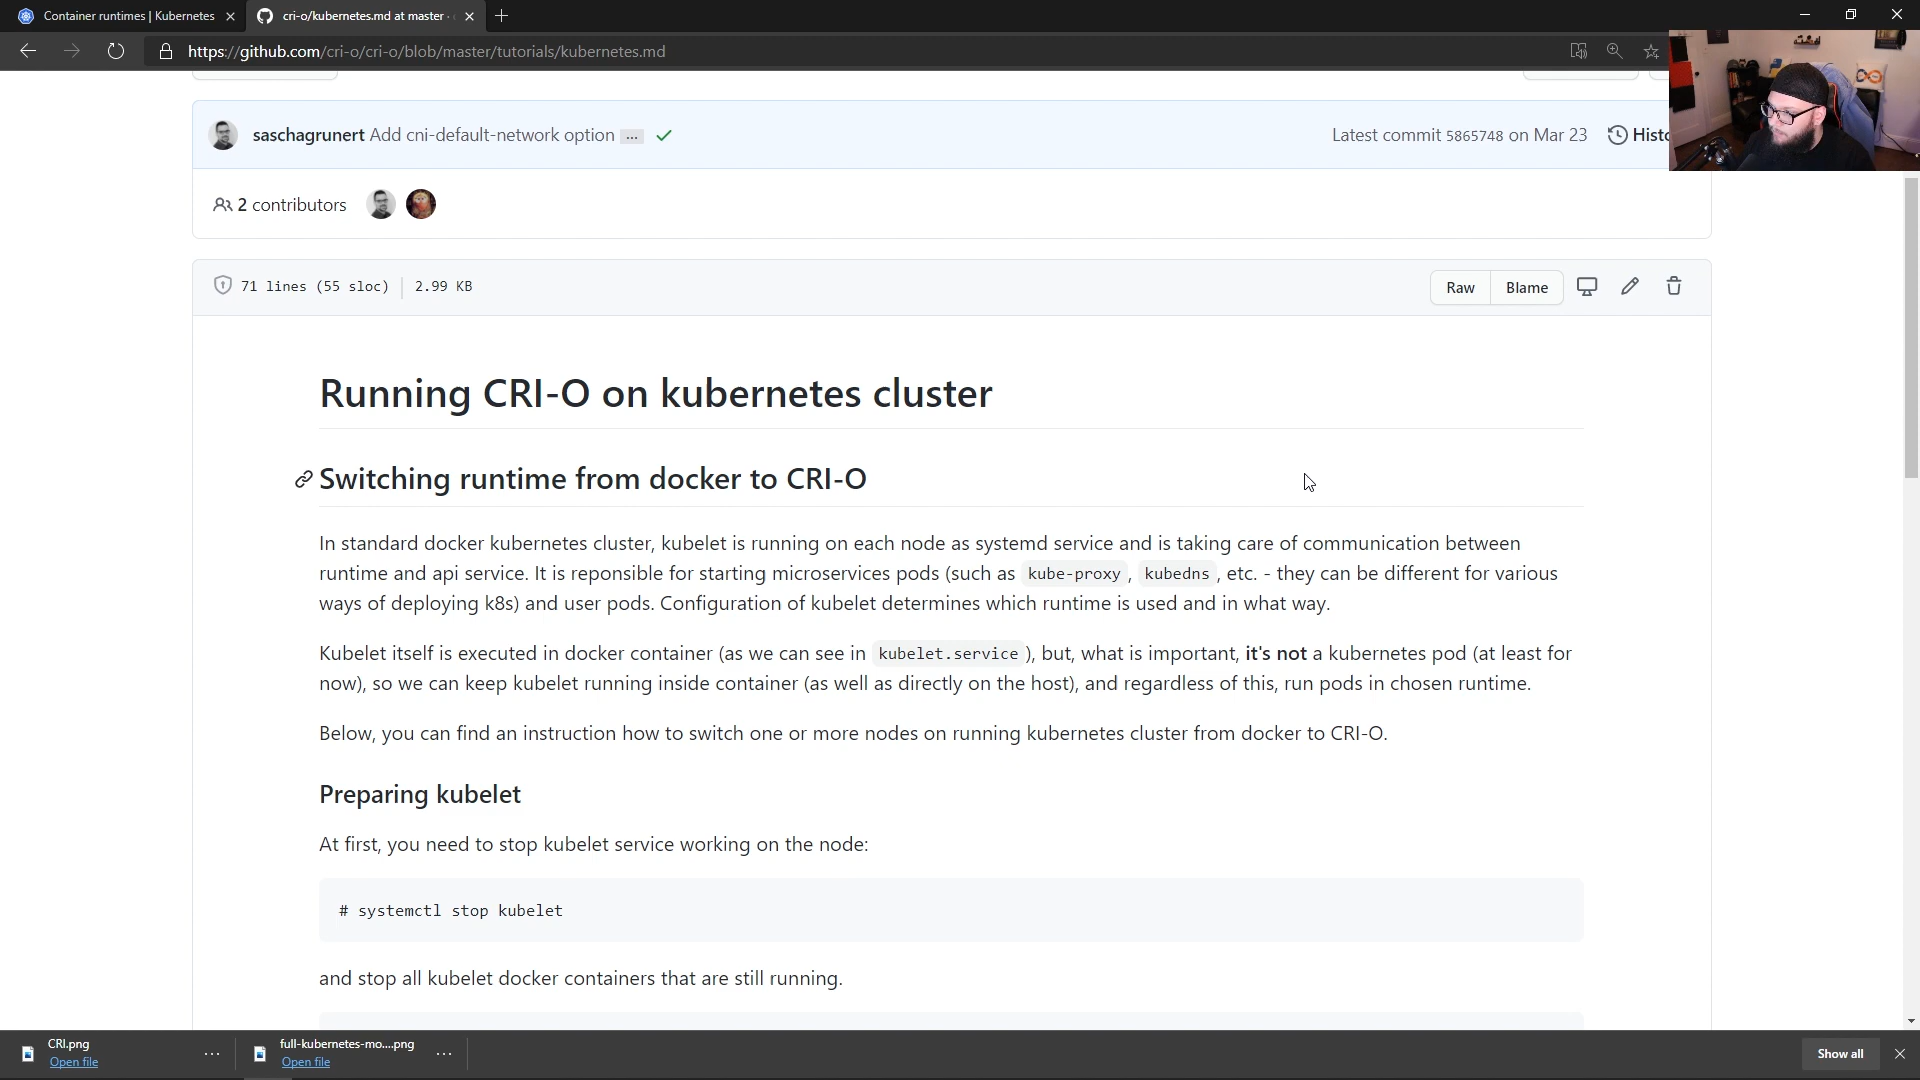 Container runtimes | Kubernetes
cri-o/kubernetes.md at master ·
https://github.com/cri-o/cri-o/blob/master/tutorials/kubernetes.md
saschagrunert Add cni-default-network option ...
Latest commit 5865748 on Mar 23
Histo
2 contributors
71 lines (55 sloc) 2.99 KB
Raw
Blame
Running CRI-O on kubernetes cluster
Switching runtime from docker to CRI-O
In standard docker kubernetes cluster, kubelet is running on each node as systemd service and is taking care of communication between
runtime and api service. It is reponsible for starting microservices pods (such as kube-proxy, kubedns, etc. - they can be different for various
ways of deploying k8s) and user pods. Configuration of kubelet determines which runtime is used and in what way.
Kubelet itself is executed in docker container (as we can see in kubelet.service), but, what is important, it's not a kubernetes pod (at least for
now), so we can keep kubelet running inside container (as well as directly on the host), and regardless of this, run pods in chosen runtime.
Below, you can find an instruction how to switch one or more nodes on running kubernetes cluster from docker to CRI-O.
Preparing kubelet
At first, you need to stop kubelet service working on the node:
# systemctl stop kubelet
and stop all kubelet docker containers that are still running.
CRI.png
Open file
full-kubernetes-mo....png
Open file
Show all